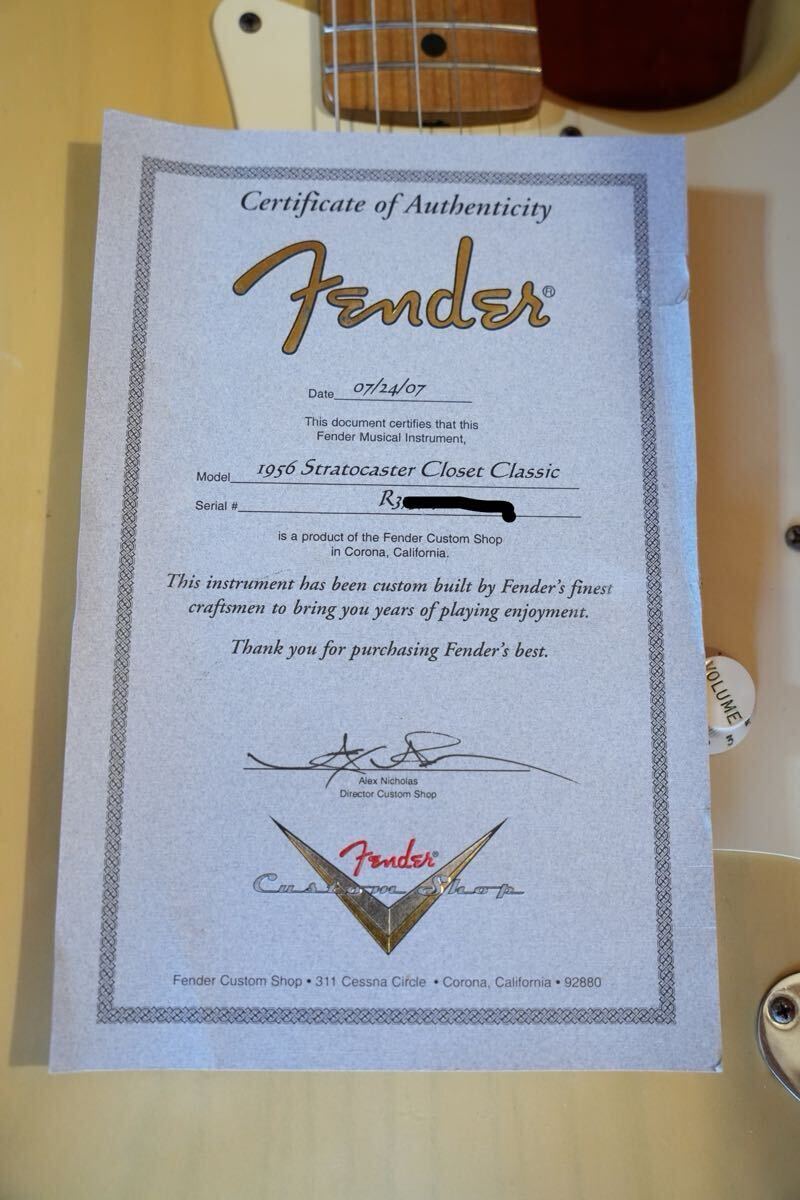 Certificate of Authenticity
Fender®
Date 07/24/07
This document certifies that this
Fender Musical Instrument,
Model 1956 Stratocaster Closet Classic
Serial # R3
is a product of the Fender Custom Shop
in Corona, California.
This instrument has been custom built by Fender's finest
craftsmen to bring you years of playing enjoyment.
Thank you for purchasing Fender's best.
Alex Nicholas
Director Custom Shop
Fender®
Custom Shop
Fender Custom Shop • 311 Cessna Circle • Corona, California • 92880
VOLUME
3